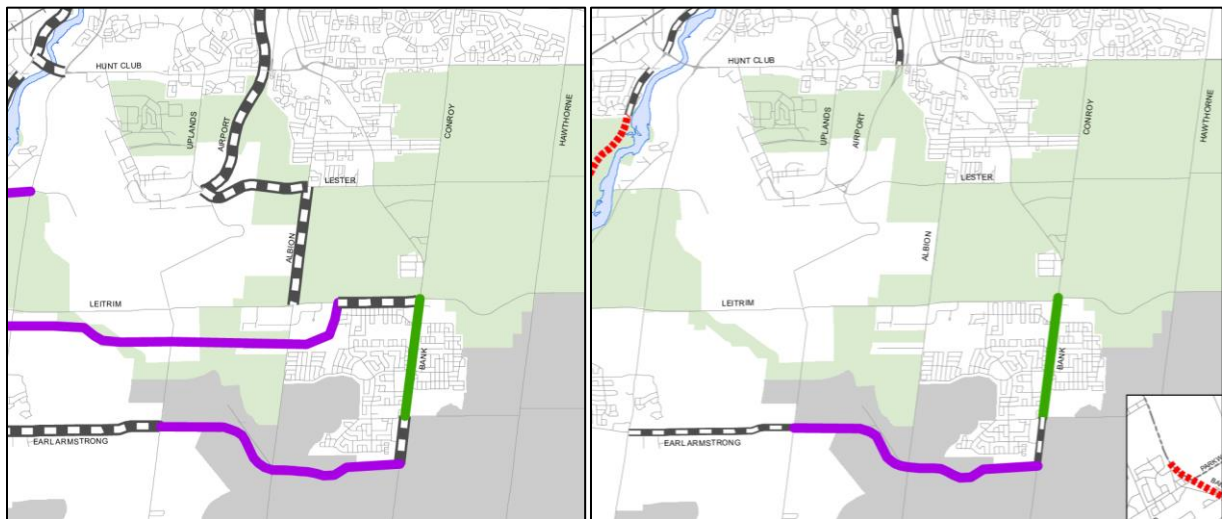 HUNT CLUB
UPLANDS
AIRPORT
CONROY
HAWTHORNE
LESTER
ALBION
LEITRIM
BANK
EARL ARMSTRONG
HUNT CLUB
UPLANDS
AIRPORT
CONROY
HAWTHORNE
LESTER
ALBION
LEITRIM
BANK
EARL ARMSTRONG